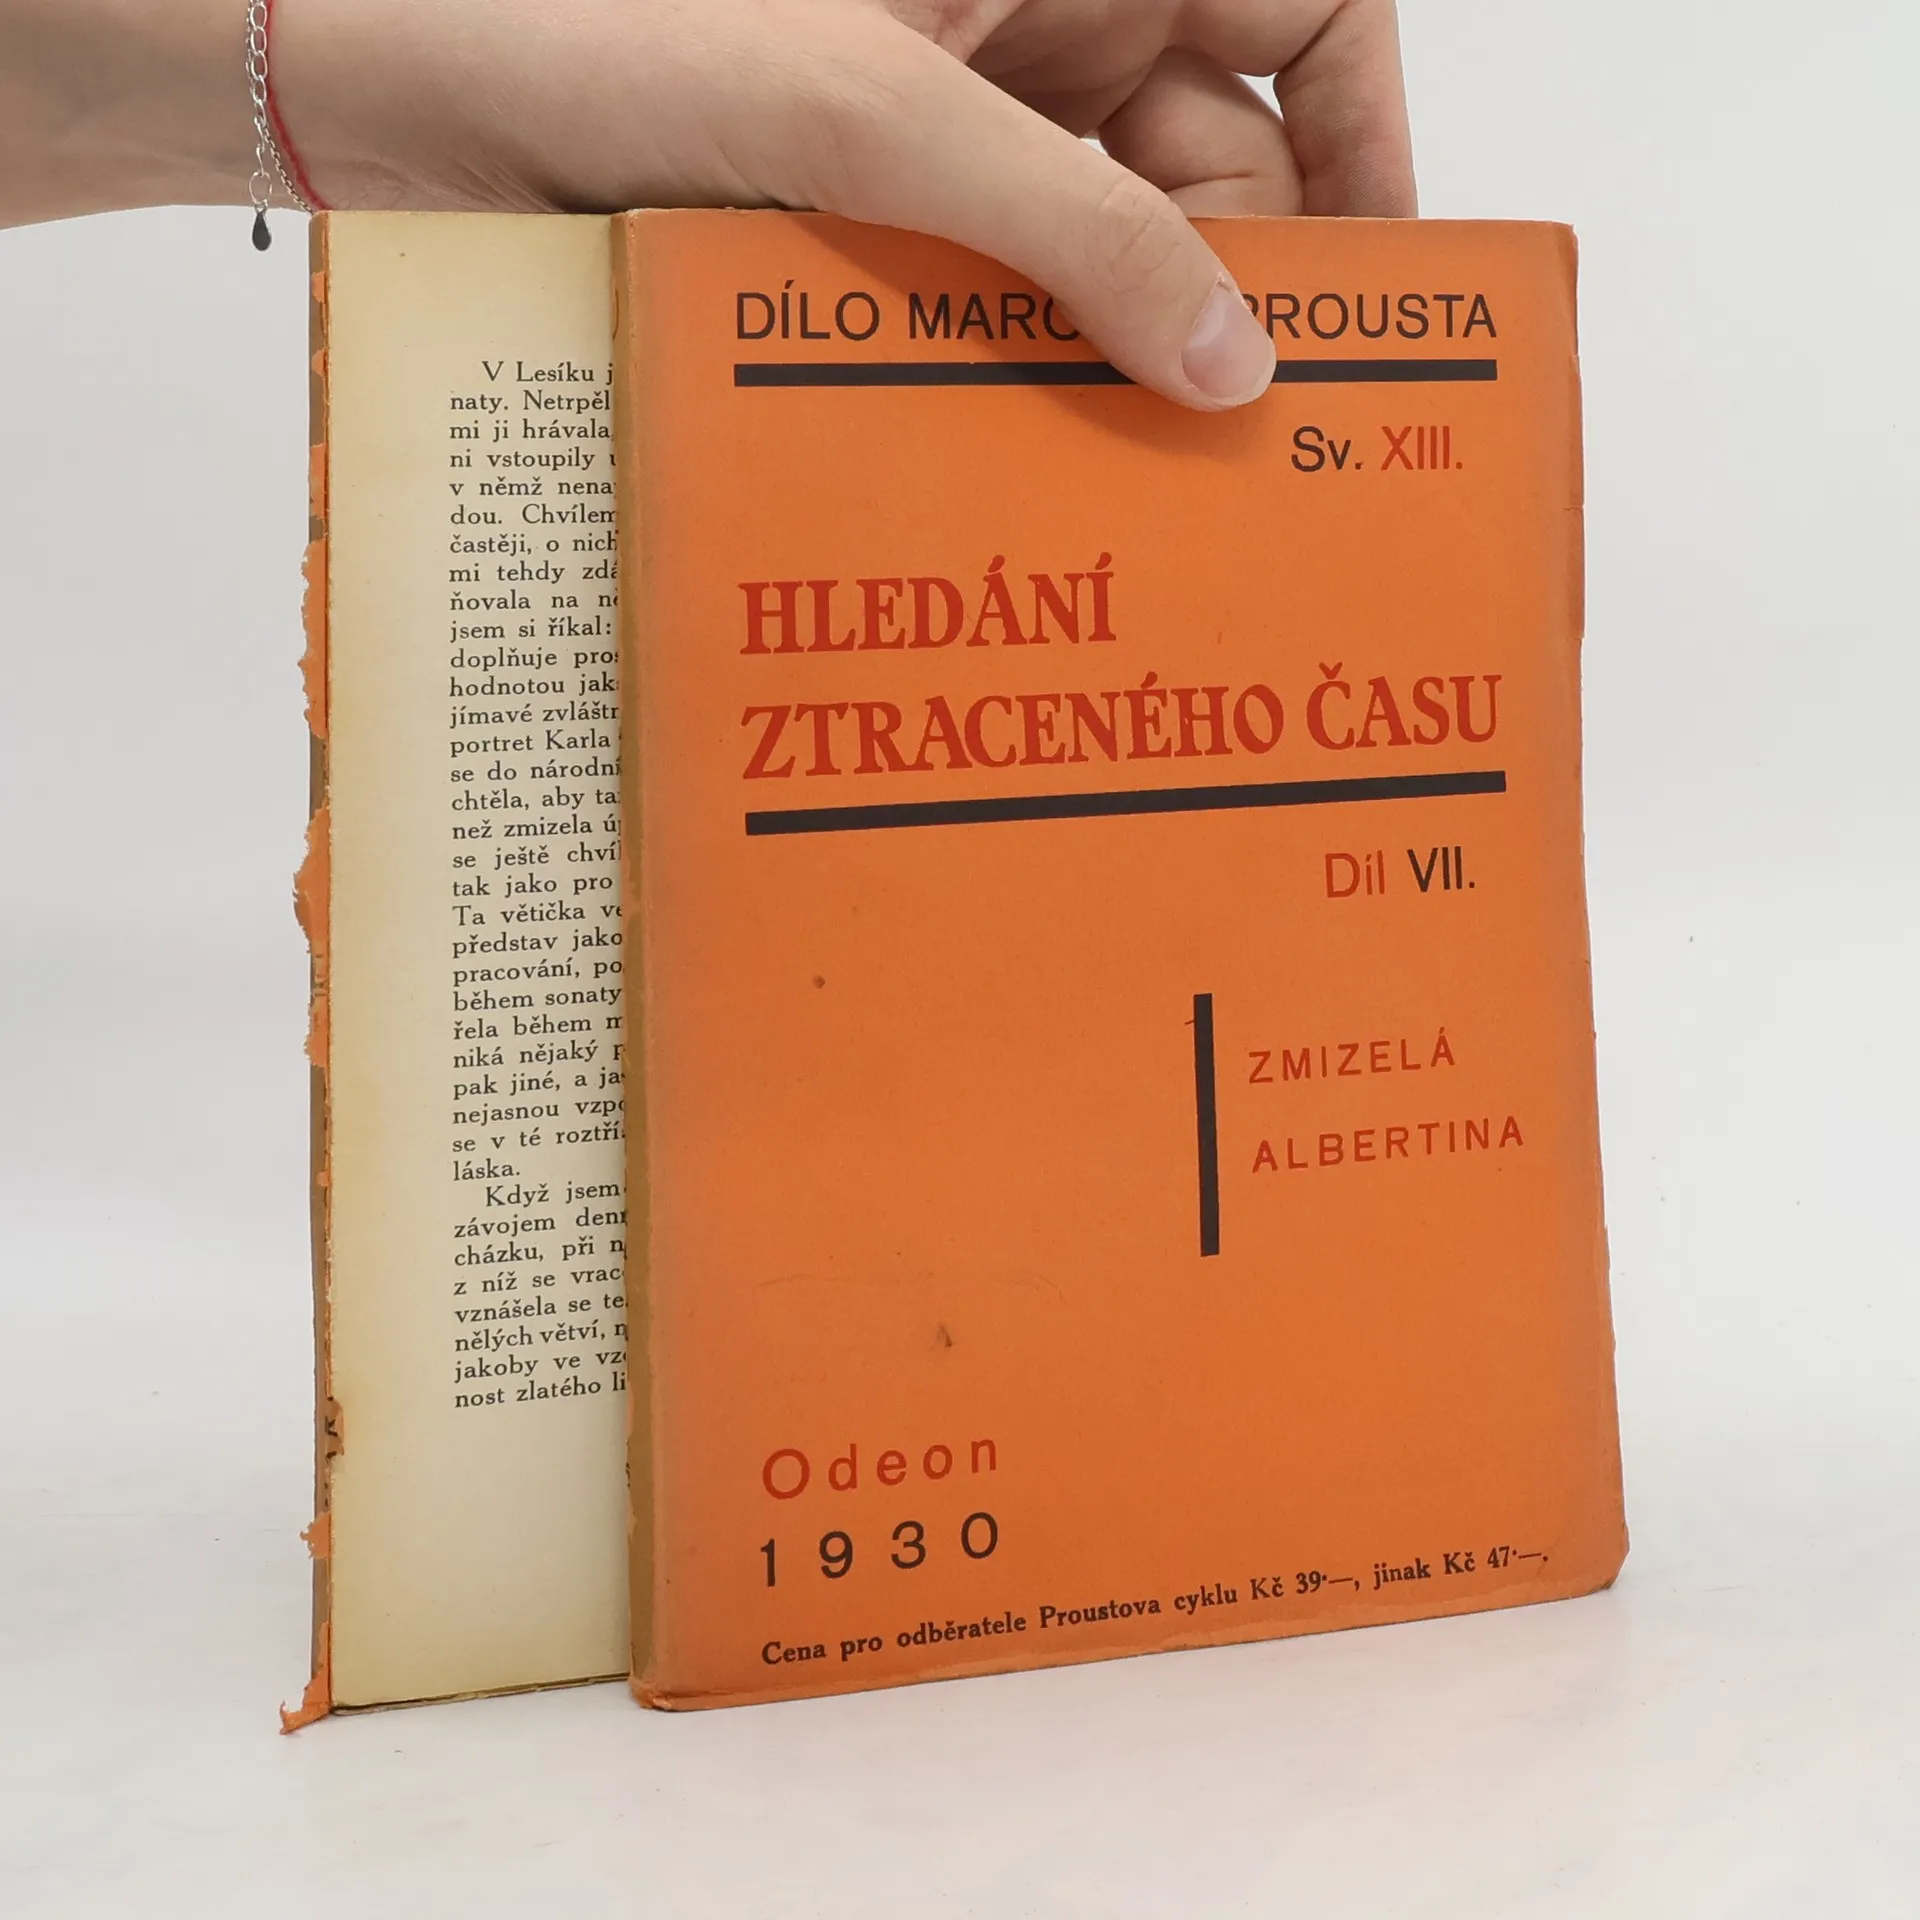 DÍLO PROUSTA
Sv. XIII.
HLEDÁNÍ
ZTRACENÉHO ČASU
Díl VII.
ZMIZELÁ
ALBERTINA
Odeon
1930
Cena pro odběratele Proustova cyklu Kč 39·—, jinak Kč 47·—.
V Lesíku
naty. Netrpěl
mi ji hrávala,
ni vstoupily
v němž
dou.
častěji, o
mi tehdy
ňovala na
jsem si říkal:
doplňuje
hodnotou
jímavé
portret Karla
se do
chtěla, aby
než zmizela
se ještě
tak jako pro
Ta větička
představ jako
pracování,
během sonaty
řela během
niká nějaký
pak jiné, a
nejasnou
se v té
láska.
Když jsem
závojem
cházku, při
z níž se
vznášela se
nělých větví,
jakoby ve
nost zlatého